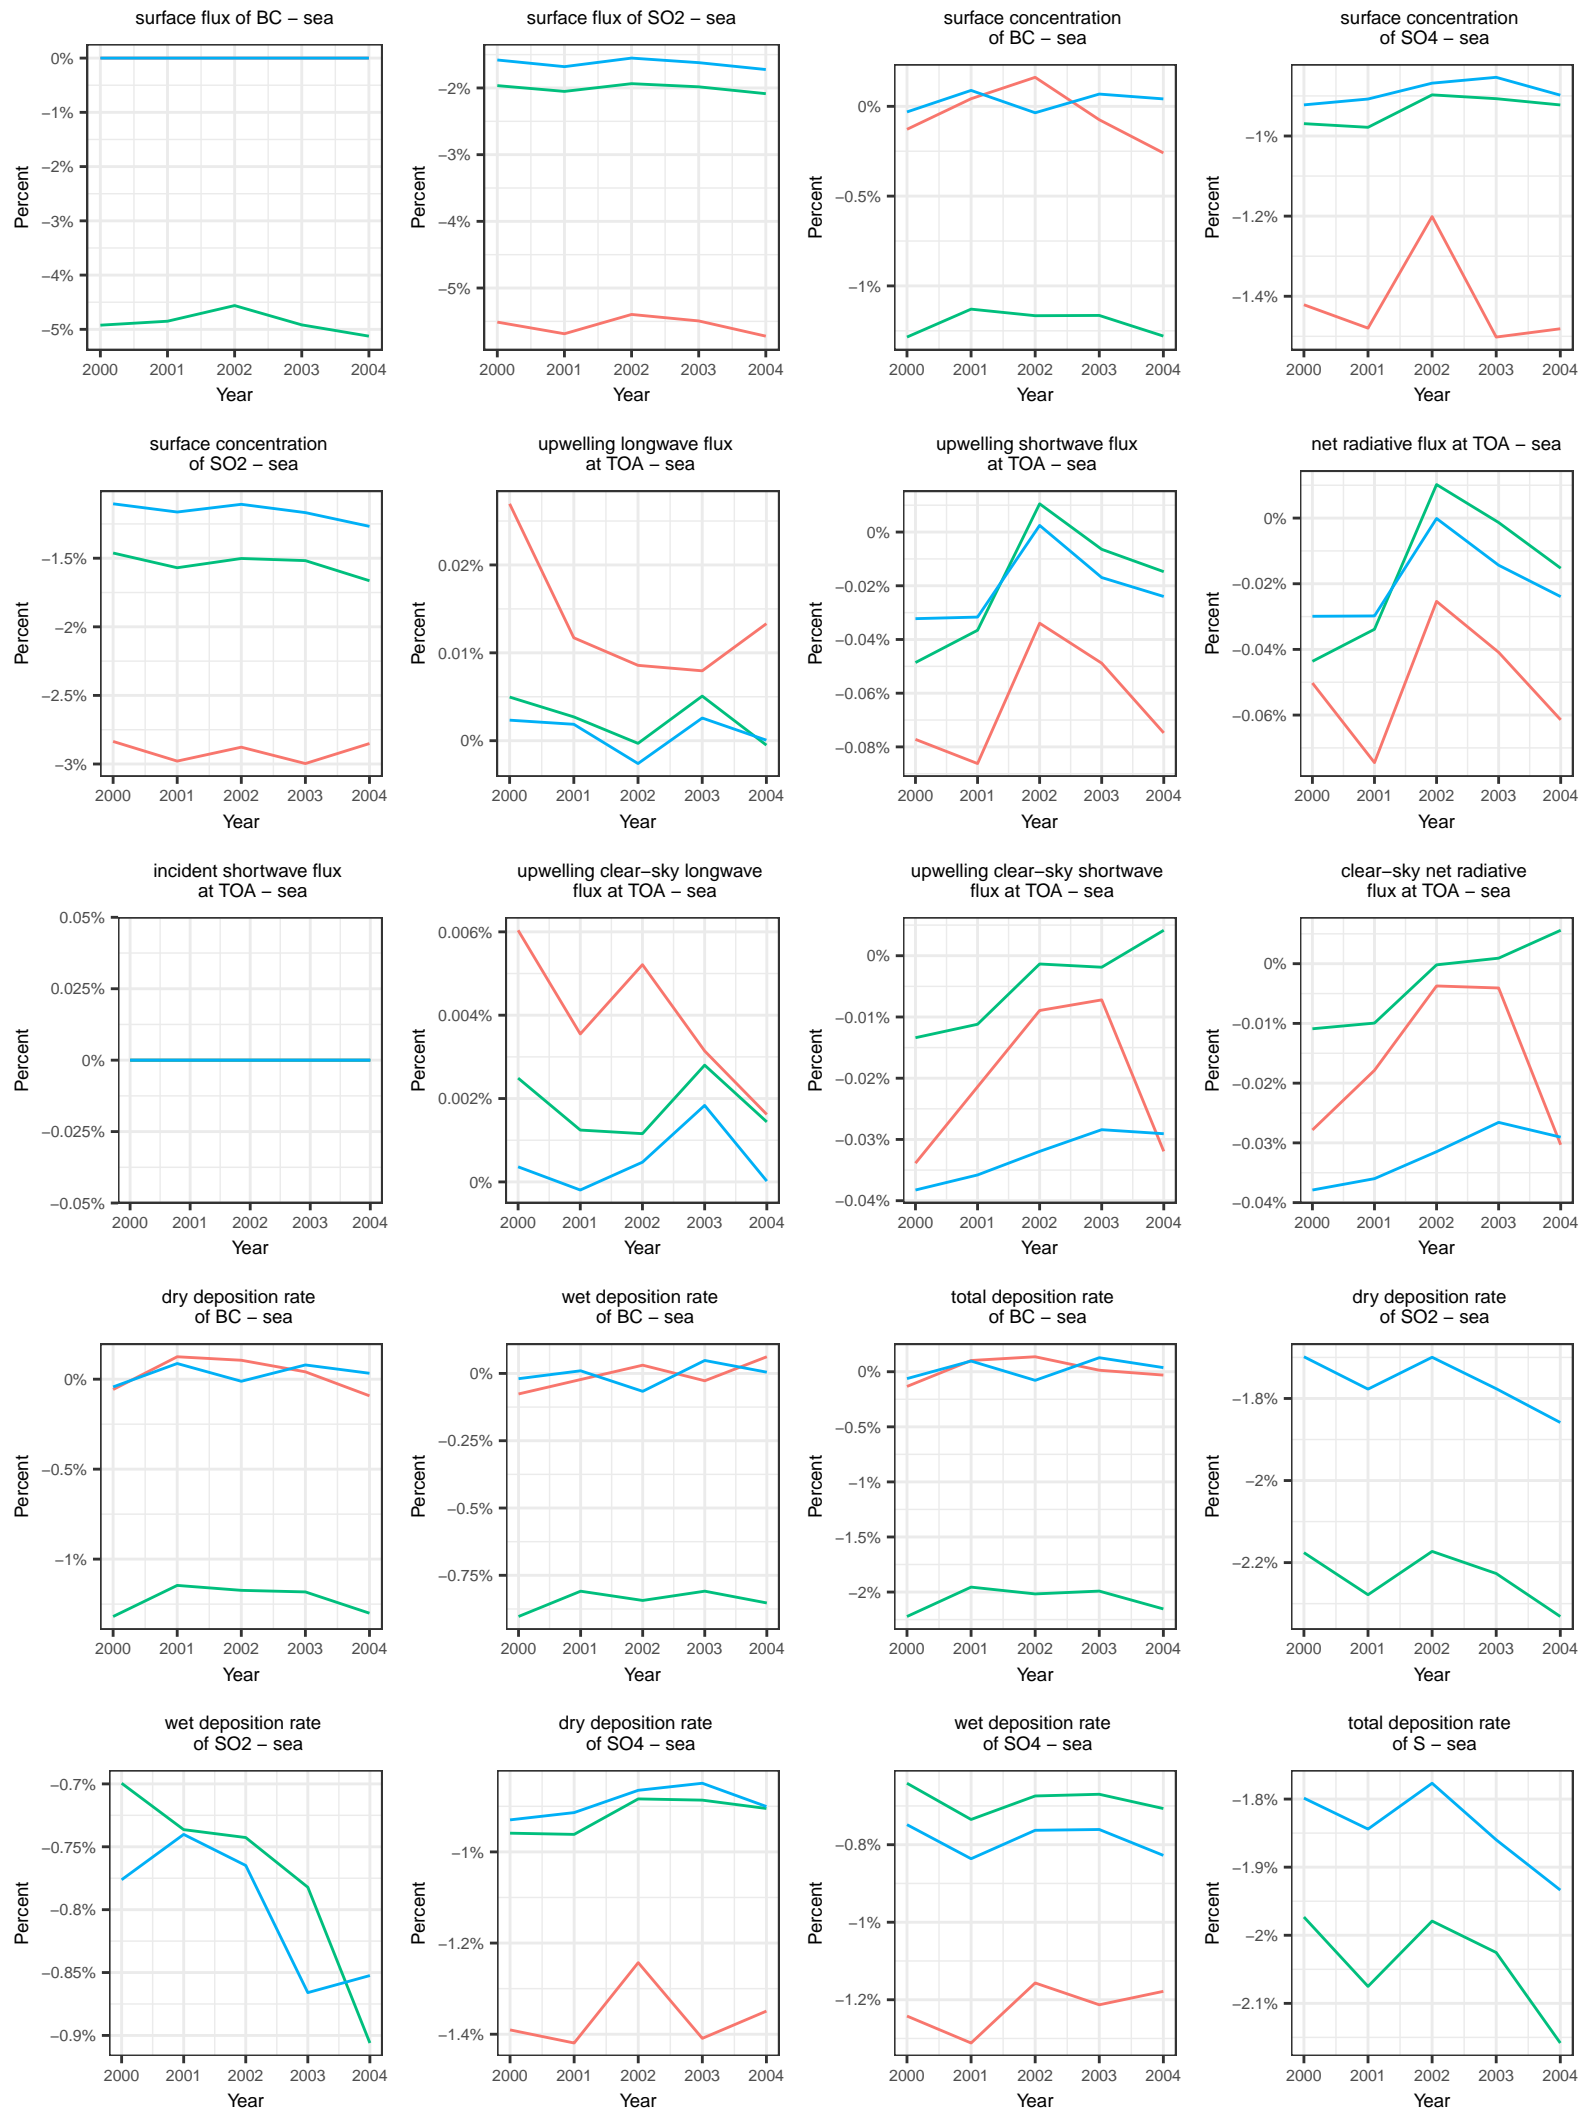 surface flux of BC − sea
Percent
0%
−1%
−2%
−3%
−4%
−5%
2000 2001 2002 2003 2004
Year
surface flux of SO2 − sea
Percent
−2%
−3%
−4%
−5%
2000 2001 2002 2003 2004
Year
surface concentration
of BC − sea
Percent
0%
−0.5%
−1%
2000 2001 2002 2003 2004
Year
surface concentration
of SO4 − sea
Percent
−1%
−1.2%
−1.4%
2000 2001 2002 2003 2004
Year
surface concentration
of SO2 − sea
Percent
−1.5%
−2%
−2.5%
−3%
2000 2001 2002 2003 2004
Year
upwelling longwave flux
at TOA − sea
Percent
0.02%
0.01%
0%
2000 2001 2002 2003 2004
Year
upwelling shortwave flux
at TOA − sea
Percent
0%
−0.02%
−0.04%
−0.06%
−0.08%
2000 2001 2002 2003 2004
Year
net radiative flux at TOA − sea
Percent
0%
−0.02%
−0.04%
−0.06%
2000 2001 2002 2003 2004
Year
incident shortwave flux
at TOA − sea
Percent
0.05%
0.025%
0%
−0.025%
−0.05%
2000 2001 2002 2003 2004
Year
upwelling clear−sky longwave
flux at TOA − sea
Percent
0.006%
0.004%
0.002%
0%
2000 2001 2002 2003 2004
Year
upwelling clear−sky shortwave
flux at TOA − sea
Percent
0%
−0.01%
−0.02%
−0.03%
−0.04%
2000 2001 2002 2003 2004
Year
clear−sky net radiative
flux at TOA − sea
Percent
0%
−0.01%
−0.02%
−0.03%
−0.04%
2000 2001 2002 2003 2004
Year
dry deposition rate
of BC − sea
Percent
0%
−0.5%
−1%
2000 2001 2002 2003 2004
Year
wet deposition rate
of BC − sea
Percent
0%
−0.25%
−0.5%
−0.75%
2000 2001 2002 2003 2004
Year
total deposition rate
of BC − sea
Percent
0%
−0.5%
−1%
−1.5%
−2%
2000 2001 2002 2003 2004
Year
dry deposition rate
of SO2 − sea
Percent
−1.8%
−2%
−2.2%
2000 2001 2002 2003 2004
Year
wet deposition rate
of SO2 − sea
Percent
−0.7%
−0.75%
−0.8%
−0.85%
−0.9%
2000 2001 2002 2003 2004
Year
dry deposition rate
of SO4 − sea
Percent
−1%
−1.2%
−1.4%
2000 2001 2002 2003 2004
Year
wet deposition rate
of SO4 − sea
Percent
−0.8%
−1%
−1.2%
2000 2001 2002 2003 2004
Year
total deposition rate
of S − sea
Percent
−1.8%
−1.9%
−2%
−2.1%
2000 2001 2002 2003 2004
Year